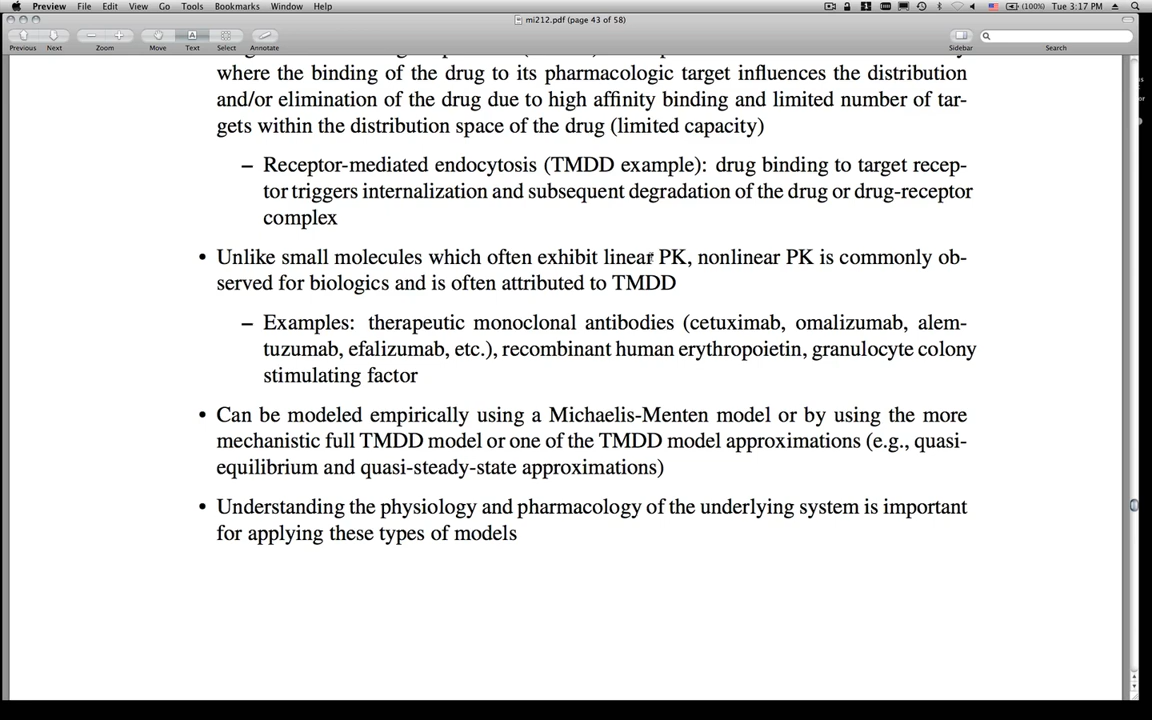 Preview File Edit View Go Tools Bookmarks Window Help (100%) Tue 3:17 PM
mi212.pdf (page 43 of 58)
Previous Next Zoom Move Text Select Annotate Sidebar Search
where the binding of the drug to its pharmacologic target influences the distribution
and/or elimination of the drug due to high affinity binding and limited number of tar-
gets within the distribution space of the drug (limited capacity)
– Receptor-mediated endocytosis (TMDD example): drug binding to target recep-
tor triggers internalization and subsequent degradation of the drug or drug-receptor
complex
• Unlike small molecules which often exhibit linear PK, nonlinear PK is commonly ob-
served for biologics and is often attributed to TMDD
– Examples: therapeutic monoclonal antibodies (cetuximab, omalizumab, alem-
tuzumab, efalizumab, etc.), recombinant human erythropoietin, granulocyte colony
stimulating factor
• Can be modeled empirically using a Michaelis-Menten model or by using the more
mechanistic full TMDD model or one of the TMDD model approximations (e.g., quasi-
equilibrium and quasi-steady-state approximations)
• Understanding the physiology and pharmacology of the underlying system is important
for applying these types of models